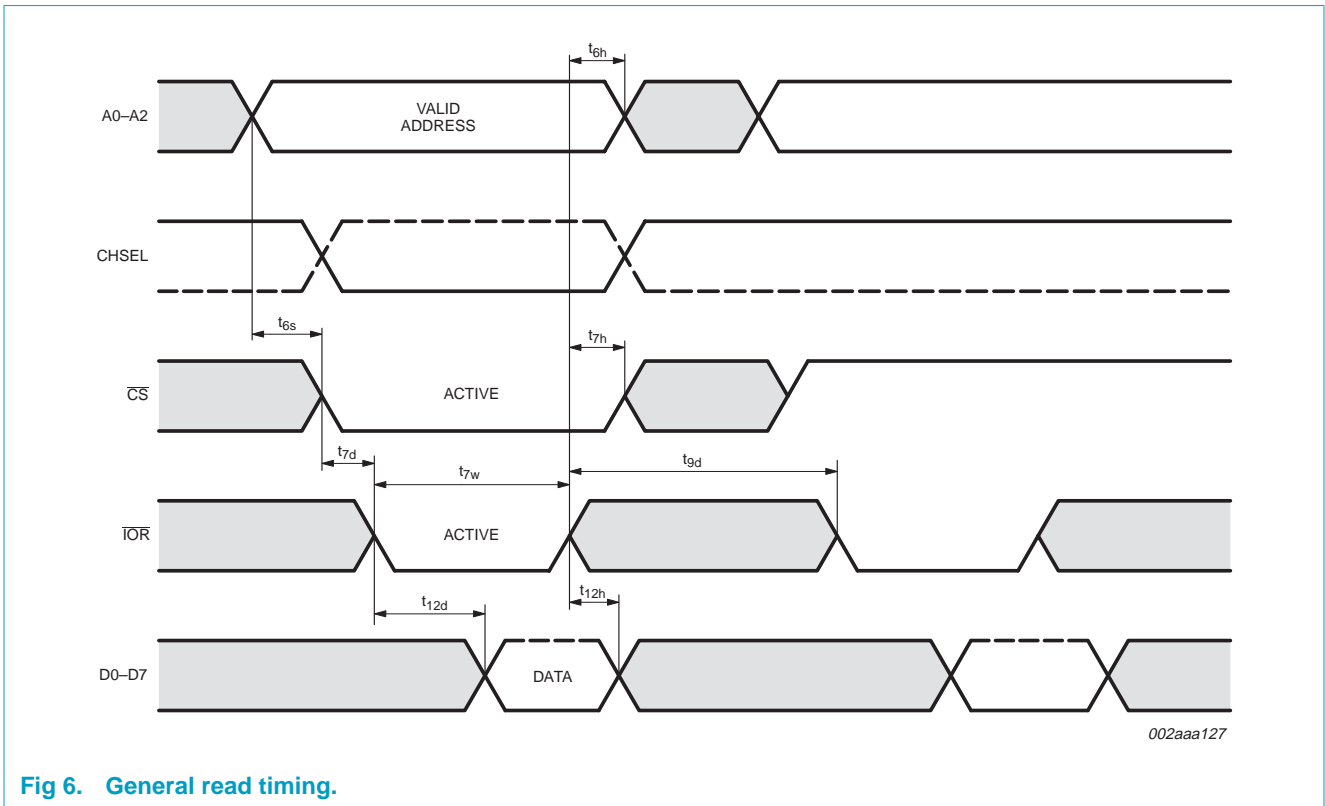 t6h
A0–A2
VALID
ADDRESS
CHSEL
t6s
t7h
CS
ACTIVE
t7d
t7w
t9d
IOR
ACTIVE
t12d
t12h
D0–D7
DATA
002aaa127
Fig 6. General read timing.